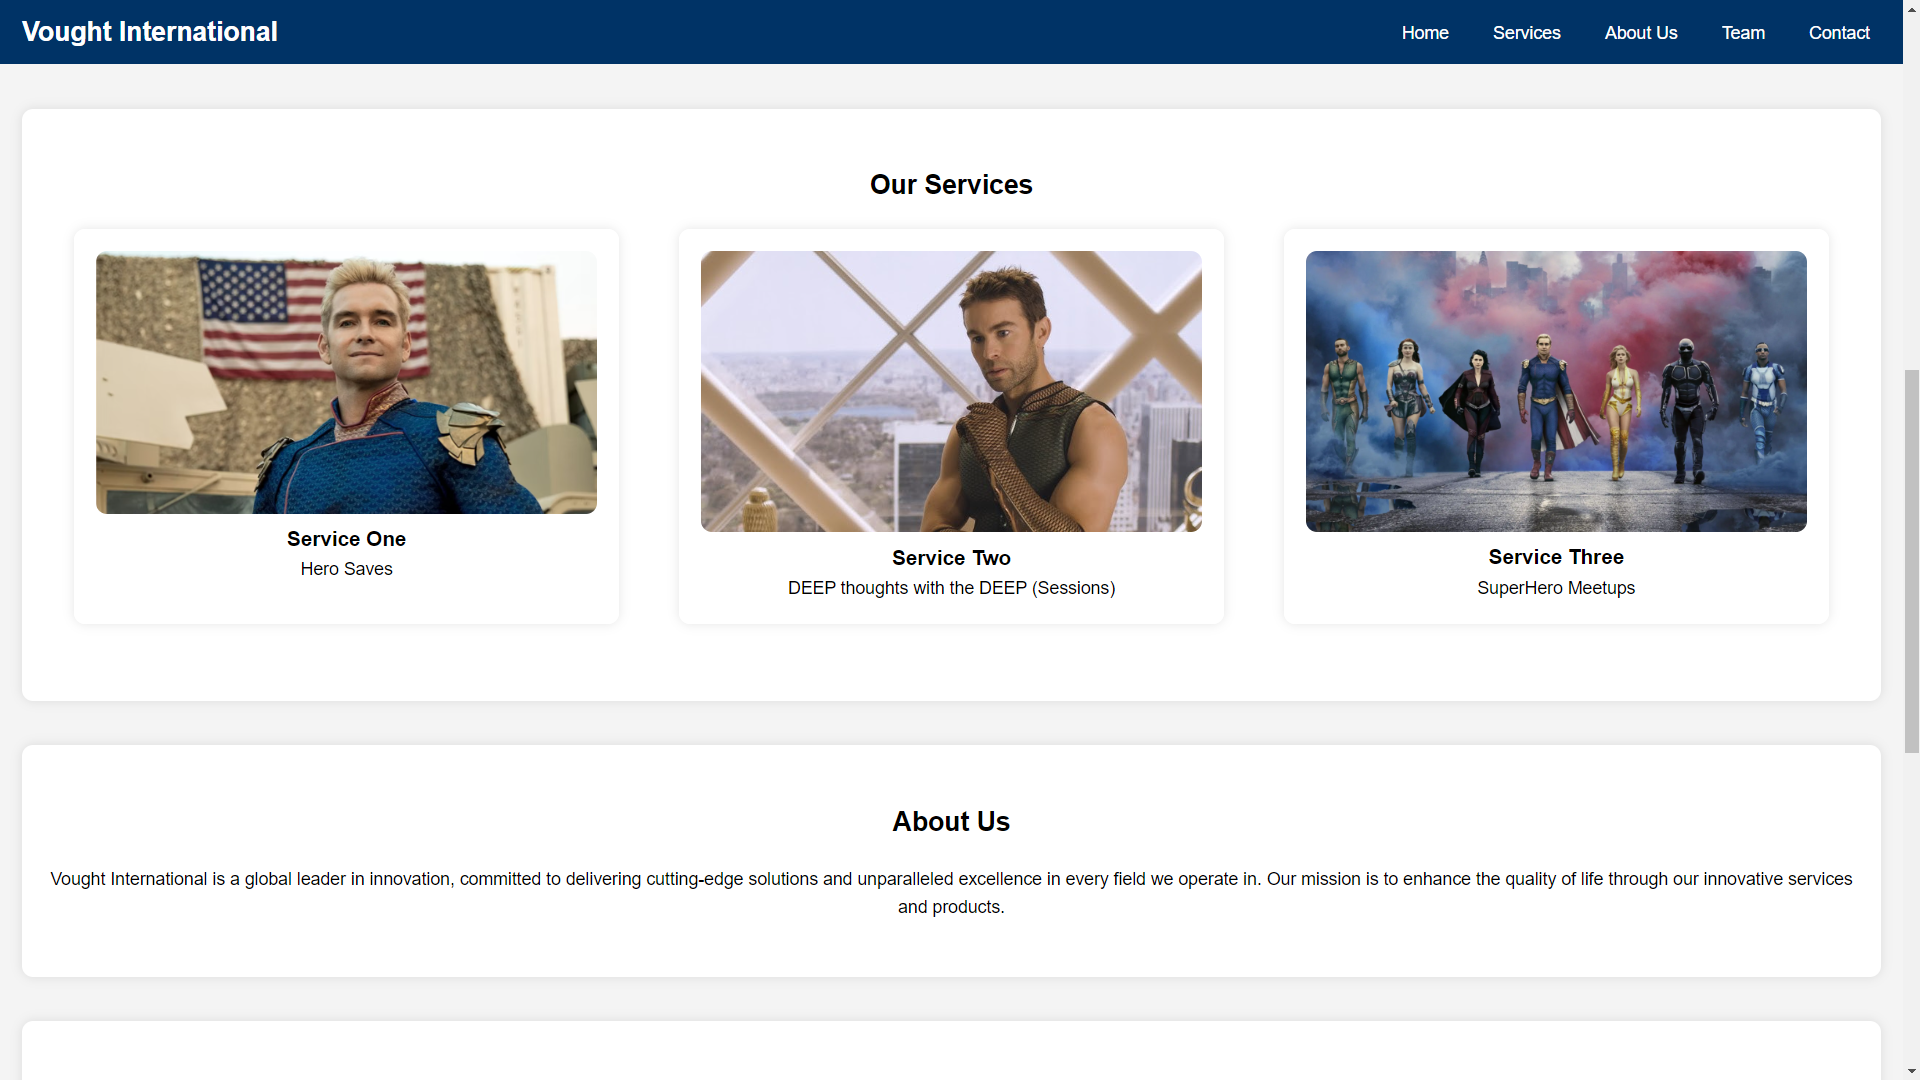 Vought International
Home
Services
About Us
Team
Contact
Our Services
Service One
Hero Saves
Service Two
DEEP thoughts with the DEEP (Sessions)
Service Three
SuperHero Meetups
About Us
Vought International is a global leader in innovation, committed to delivering cutting-edge solutions and unparalleled excellence in every field we operate in. Our mission is to enhance the quality of life through our innovative services
and products.